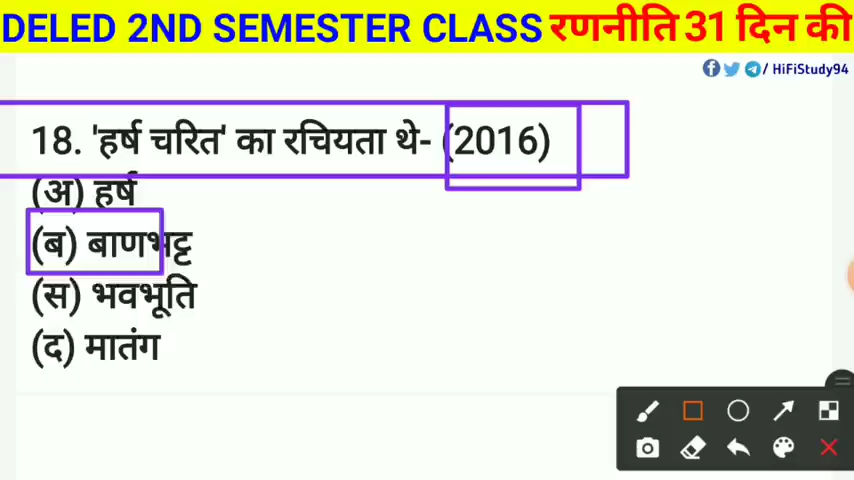 DELED 2ND SEMESTER CLASS रणनीति 31 दिन की
/ HiFiStudy94
18. 'हर्ष चरित' का रचियता थे- (2016)
(अ) हर्ष
(ब) बाणभट्ट
(स) भवभूति
(द) मातंग